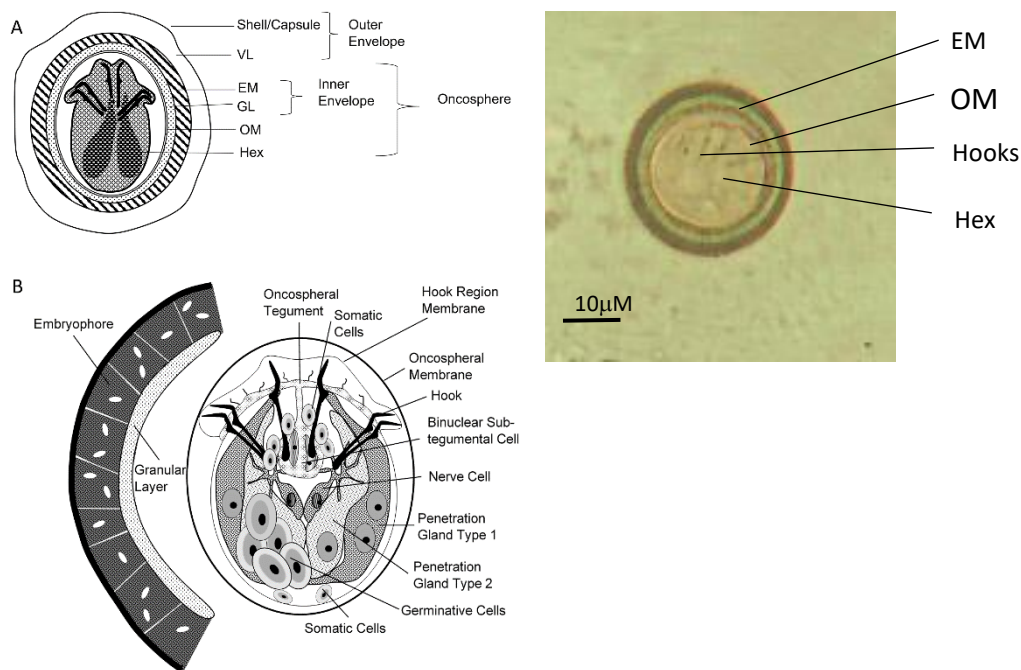 A
Shell/Capsule
Outer
Envelope
VL
EM
Inner
Envelope
GL
Oncosphere
OM
Hex
EM
OM
Hooks
Hex
10μM
B
Embryophore
Granular
Layer
Oncospheral
Tegument
Somatic
Cells
Hook Region
Membrane
Oncospheral
Membrane
Hook
Binuclear Sub-
tegumental Cell
Nerve Cell
Penetration
Gland Type 1
Penetration
Gland Type 2
Germinative Cells
Somatic Cells